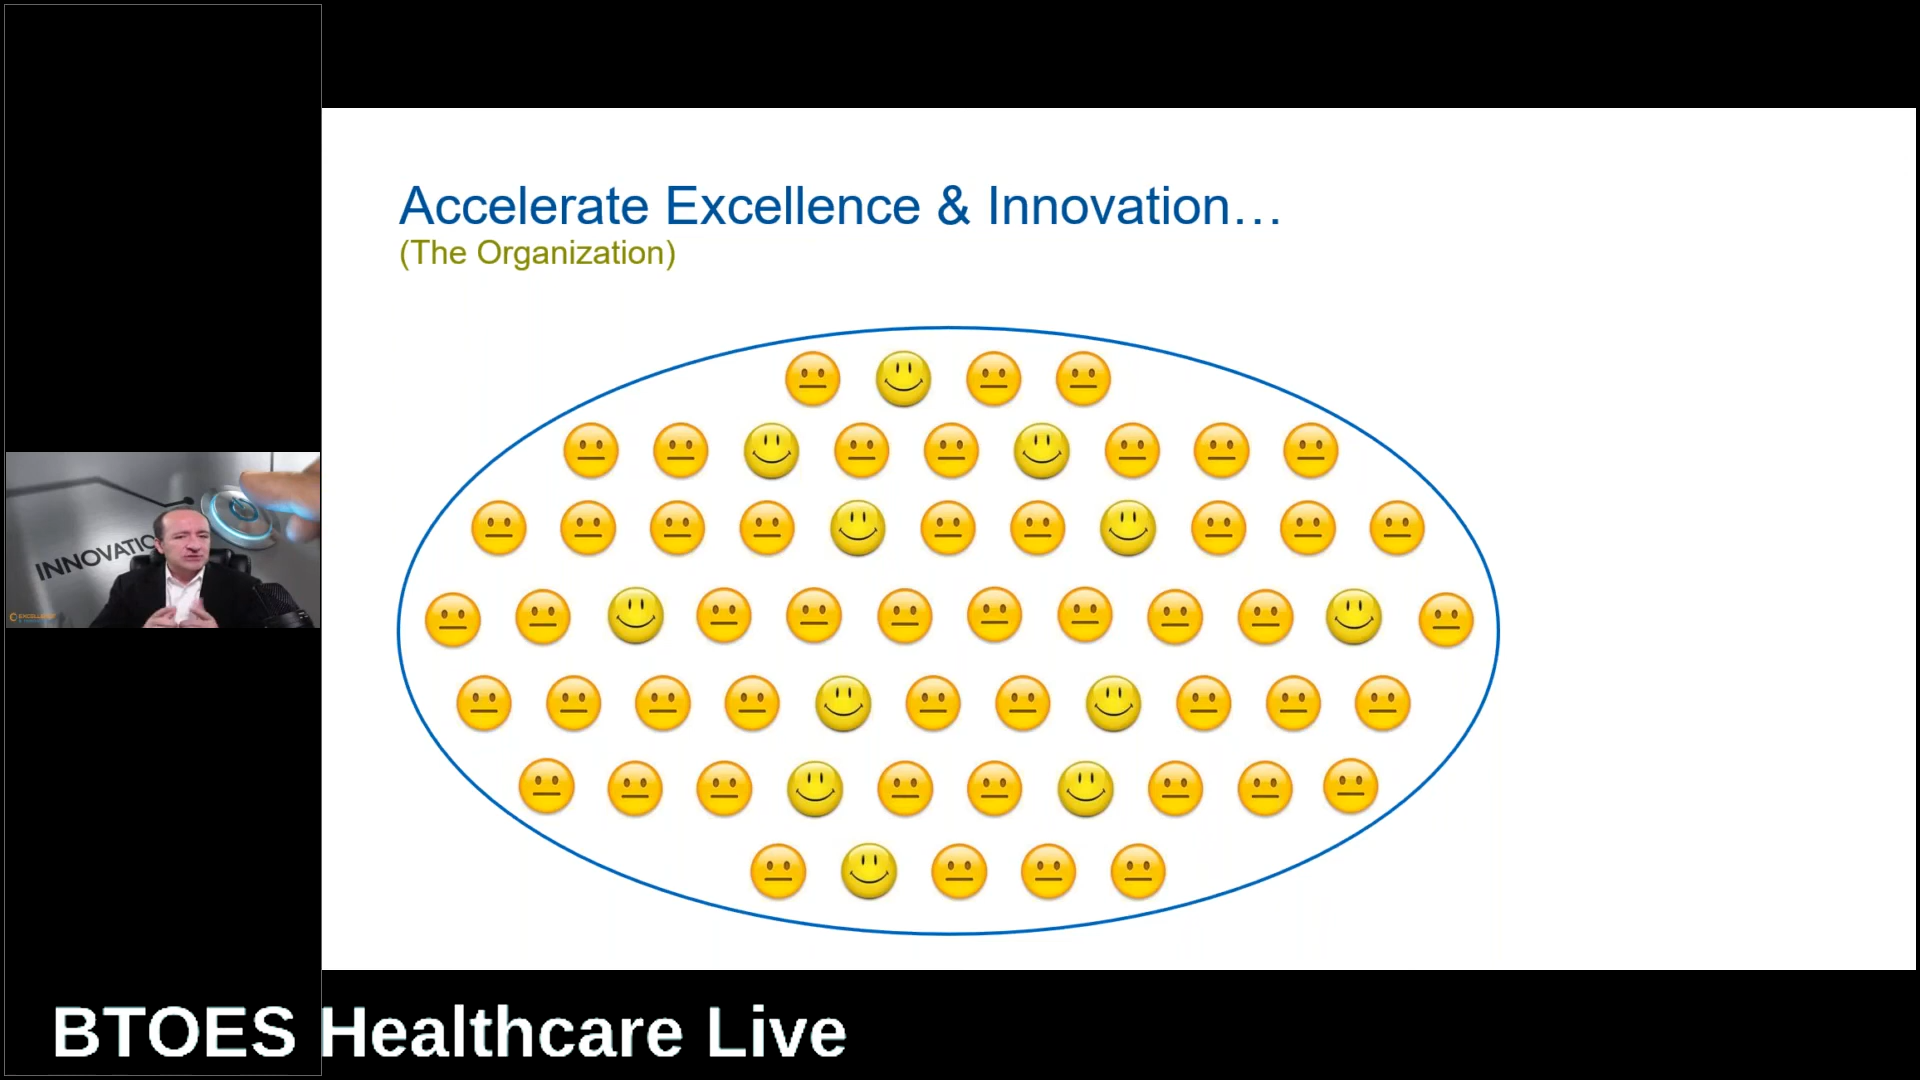 Accelerate Excellence & Innovation…
(The Organization)
INNOVATIO
BTOES Healthcare Live